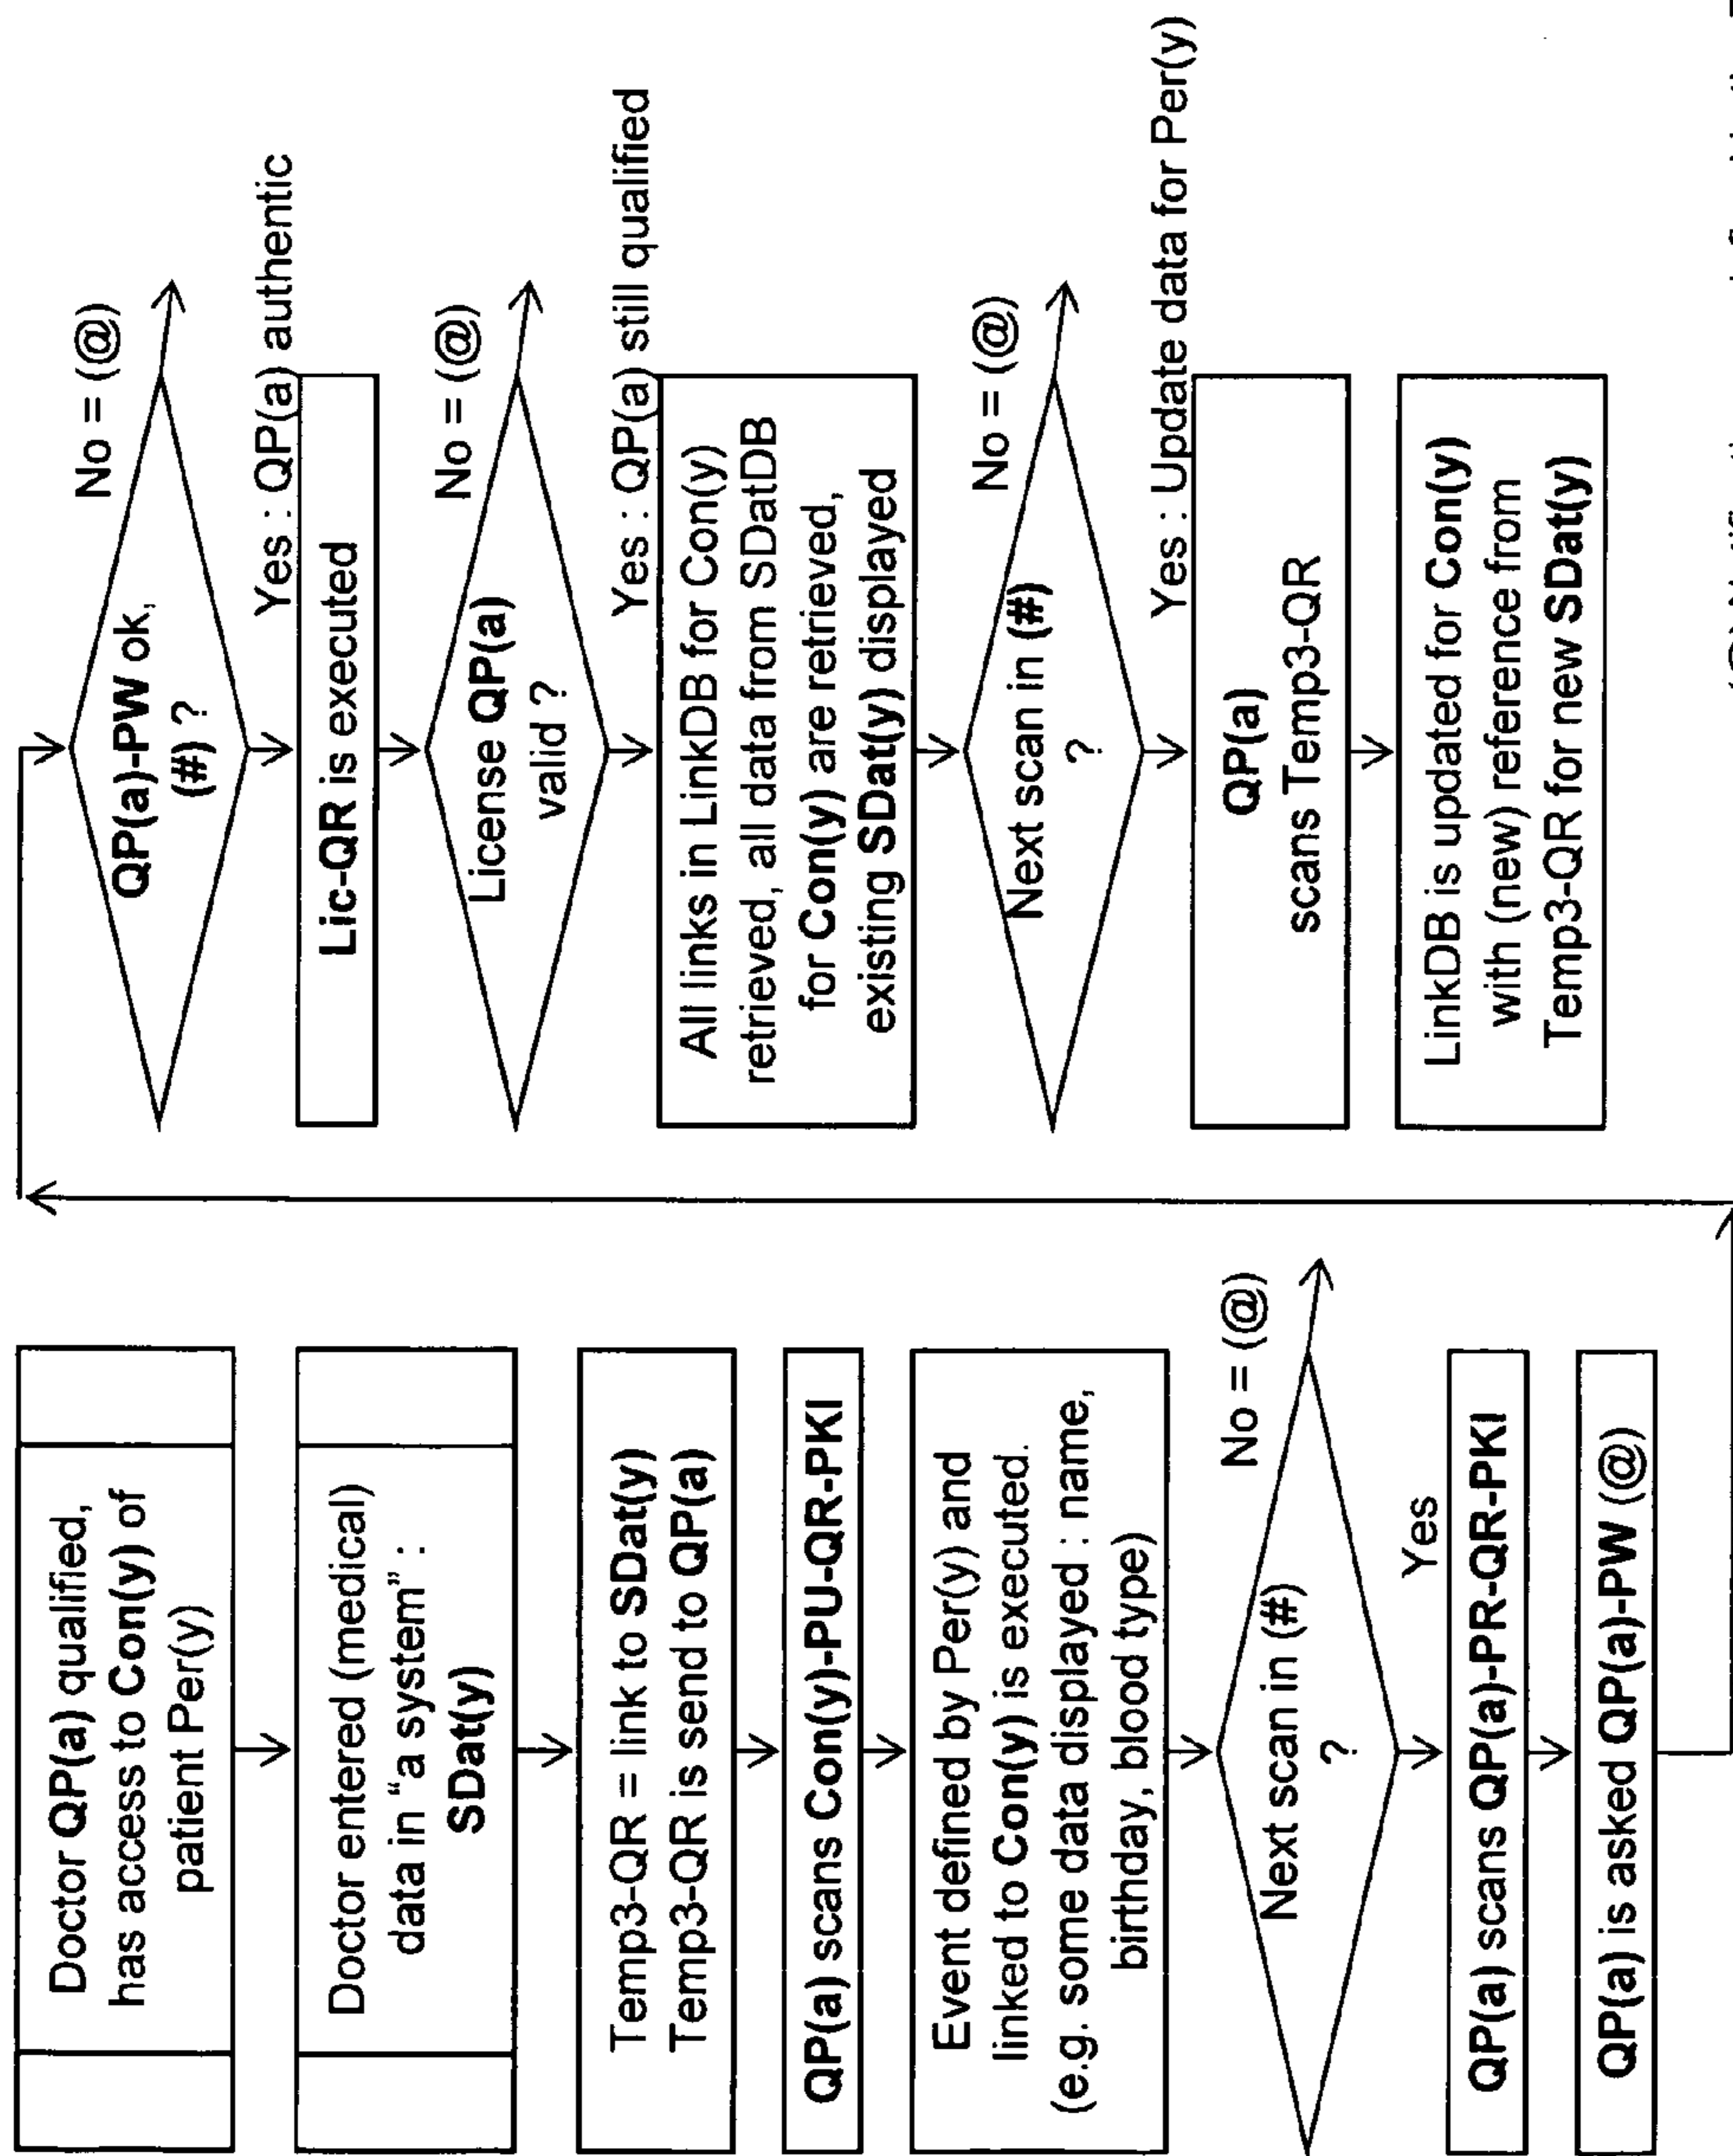 Doctor QP(a) qualified,
has access to Con(y) of
patient Per(y)
Doctor entered (medical)
data in “a system” :
SDat(y)
Temp3-QR = link to SDat(y)
Temp3-QR is send to QP(a)
QP(a) scans Con(y)-PU-QR-PKI
Event defined by Per(y) and
linked to Con(y) is executed.
(e.g. some data displayed : name,
birthday, blood type)
Next scan in (#)
?
No = (@)
Yes
QP(a) scans QP(a)-PR-QR-PKI
QP(a) is asked QP(a)-PW (@)
QP(a)-PW ok,
(#) ?
No = (@)
Yes : QP(a) authentic
Lic-QR is executed
License QP(a)
valid ?
No = (@)
Yes : QP(a) still qualified
All links in LinkDB for Con(y)
retrieved, all data from SDatDB
for Con(y) are retrieved,
existing SDat(y) displayed
Next scan in (#)
?
No = (@)
Yes : Update data for Per(y)
QP(a)
scans Temp3-QR
LinkDB is updated for Con(y)
with (new) reference from
Temp3-QR for new SDat(y)